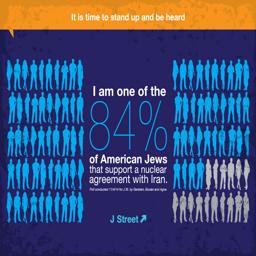 It is time to stand up and be heard
I am one of the
84%
of American Jews
that support a nuclear
agreement with Iran.
J Street